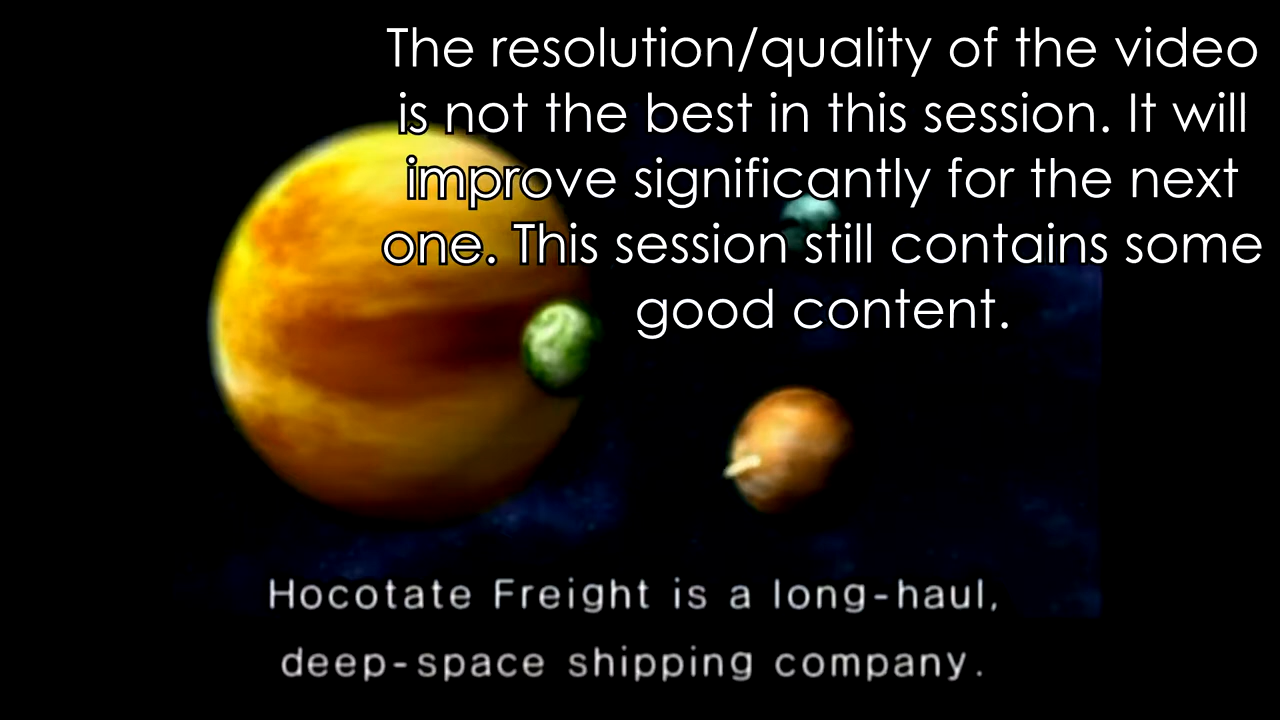 The resolution/quality of the video
is not the best in this session. It will
improve significantly for the next
one. This session still contains some
good content.
Hocotate Freight is a long-haul,
deep-space shipping company.